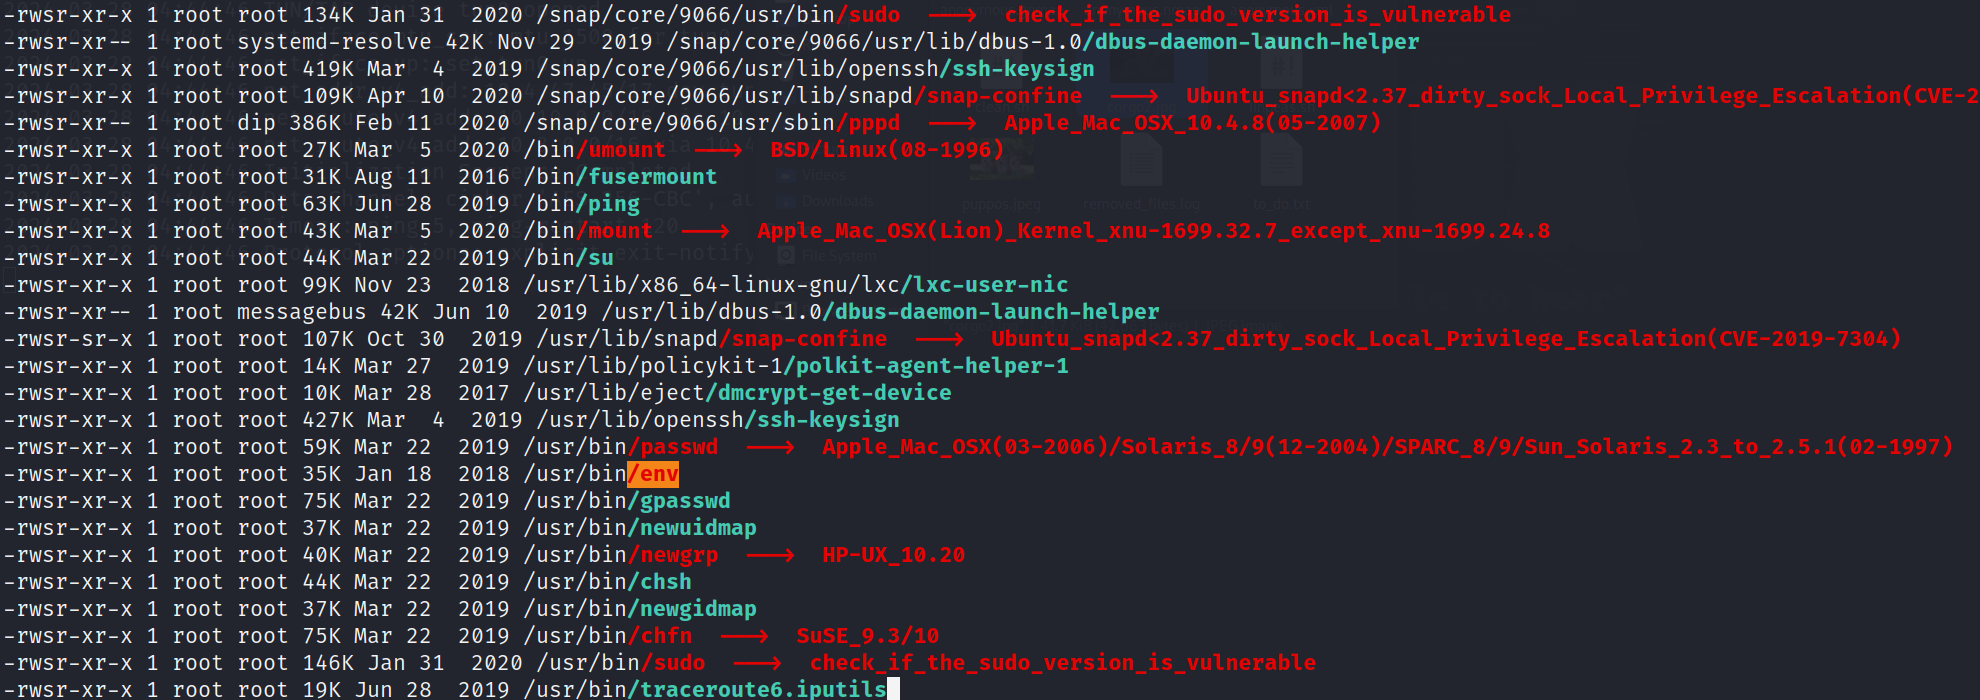 -rwsr-xr-x 1 root root 134K Jan 31  2020 /snap/core/9066/usr/bin/sudo  --->  check_if_the_sudo_version_is_vulnerable
-rwsr-xr-- 1 root systemd-resolve 42K Nov 29  2019 /snap/core/9066/usr/lib/dbus-1.0/dbus-daemon-launch-helper
-rwsr-xr-x 1 root root 419K Mar  4  2019 /snap/core/9066/usr/lib/openssh/ssh-keysign
-rwsr-xr-x 1 root root 109K Apr 10  2020 /snap/core/9066/usr/lib/snapd/snap-confine  --->  Ubuntu_snapd<2.37_dirty_sock_Local_Privilege_Escalation(CVE-2
-rwsr-xr-- 1 root dip 386K Feb 11  2020 /snap/core/9066/usr/sbin/pppd  --->  Apple_Mac_OSX_10.4.8(05-2007)
-rwsr-xr-x 1 root root 27K Mar  5  2020 /bin/umount  --->  BSD/Linux(08-1996)
-rwsr-xr-x 1 root root 31K Aug 11  2016 /bin/fusermount
-rwsr-xr-x 1 root root 63K Jun 28  2019 /bin/ping
-rwsr-xr-x 1 root root 43K Mar  5  2020 /bin/mount  --->  Apple_Mac_OSX(Lion)_Kernel_xnu-1699.32.7_except_xnu-1699.24.8
-rwsr-xr-x 1 root root 44K Mar 22  2019 /bin/su
-rwsr-xr-x 1 root root 99K Nov 23  2018 /usr/lib/x86_64-linux-gnu/lxc/lxc-user-nic
-rwsr-xr-- 1 root messagebus 42K Jun 10  2019 /usr/lib/dbus-1.0/dbus-daemon-launch-helper
-rwsr-sr-x 1 root root 107K Oct 30  2019 /usr/lib/snapd/snap-confine  --->  Ubuntu_snapd<2.37_dirty_sock_Local_Privilege_Escalation(CVE-2019-7304)
-rwsr-xr-x 1 root root 14K Mar 27  2019 /usr/lib/policykit-1/polkit-agent-helper-1
-rwsr-xr-x 1 root root 10K Mar 28  2017 /usr/lib/eject/dmcrypt-get-device
-rwsr-xr-x 1 root root 427K Mar  4  2019 /usr/lib/openssh/ssh-keysign
-rwsr-xr-x 1 root root 59K Mar 22  2019 /usr/bin/passwd  --->  Apple_Mac_OSX(03-2006)/Solaris_8/9(12-2004)/SPARC_8/9/Sun_Solaris_2.3_to_2.5.1(02-1997)
-rwsr-xr-x 1 root root 35K Jan 18  2018 /usr/bin/env
-rwsr-xr-x 1 root root 75K Mar 22  2019 /usr/bin/gpasswd
-rwsr-xr-x 1 root root 37K Mar 22  2019 /usr/bin/newuidmap
-rwsr-xr-x 1 root root 40K Mar 22  2019 /usr/bin/newgrp  --->  HP-UX_10.20
-rwsr-xr-x 1 root root 44K Mar 22  2019 /usr/bin/chsh
-rwsr-xr-x 1 root root 37K Mar 22  2019 /usr/bin/newgidmap
-rwsr-xr-x 1 root root 75K Mar 22  2019 /usr/bin/chfn  --->  SuSE_9.3/10
-rwsr-xr-x 1 root root 146K Jan 31  2020 /usr/bin/sudo  --->  check_if_the_sudo_version_is_vulnerable
-rwsr-xr-x 1 root root 19K Jun 28  2019 /usr/bin/traceroute6.iputils
Videos
Downloads
puppos.jpeg
removed_files.log
to_do.txt
File System